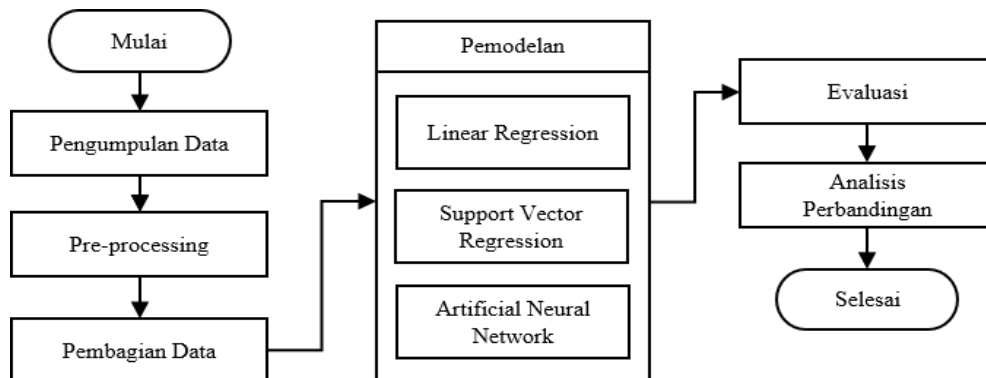 Mulai
Pengumpulan Data
Pre-processing
Pembagian Data
Pemodelan
Linear Regression
Support Vector
Regression
Artificial Neural
Network
Evaluasi
Analisis
Perbandingan
Selesai